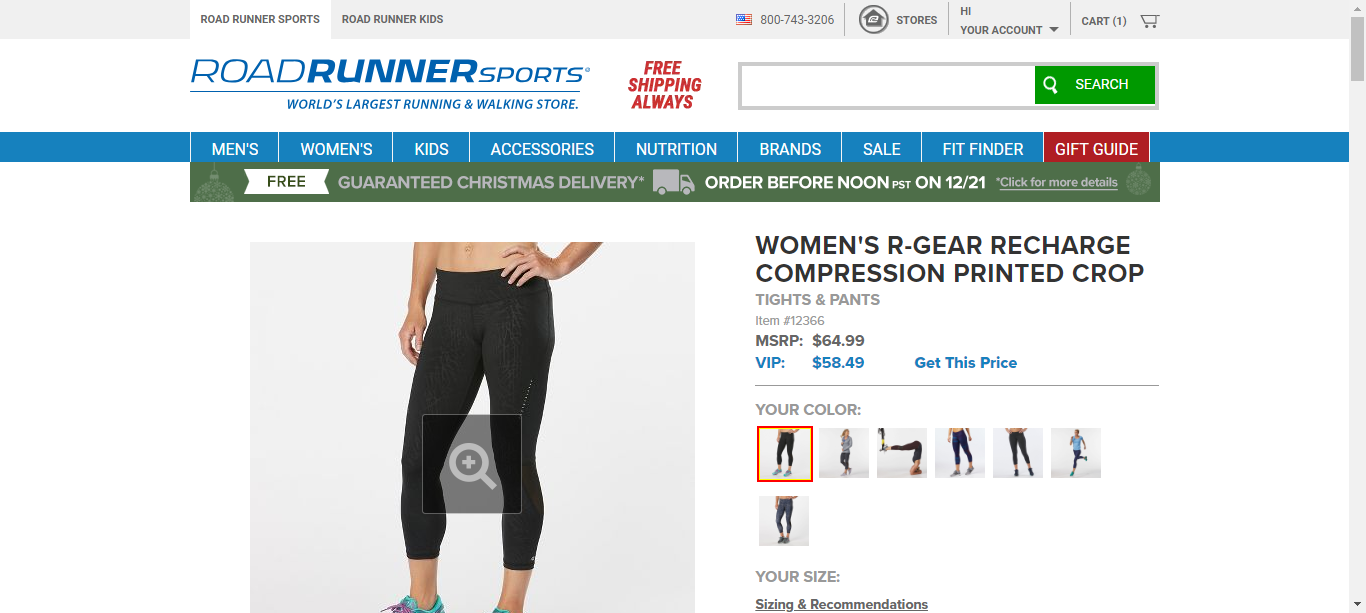 ROAD RUNNER SPORTS
ROAD RUNNER KIDS
800-743-3206
STORES
HI
YOUR ACCOUNT
CART (1)
ROADRUNNERSPORTS®
WORLD'S LARGEST RUNNING & WALKING STORE.
FREE
SHIPPING
ALWAYS
SEARCH
MEN'S
WOMEN'S
KIDS
ACCESSORIES
NUTRITION
BRANDS
SALE
FIT FINDER
GIFT GUIDE
FREE GUARANTEED CHRISTMAS DELIVERY* ORDER BEFORE NOON PST ON 12/21 *Click for more details
WOMEN'S R-GEAR RECHARGE
COMPRESSION PRINTED CROP
TIGHTS & PANTS
Item #12366
MSRP: $64.99
VIP: $58.49 Get This Price
YOUR COLOR:
YOUR SIZE:
Sizing & Recommendations